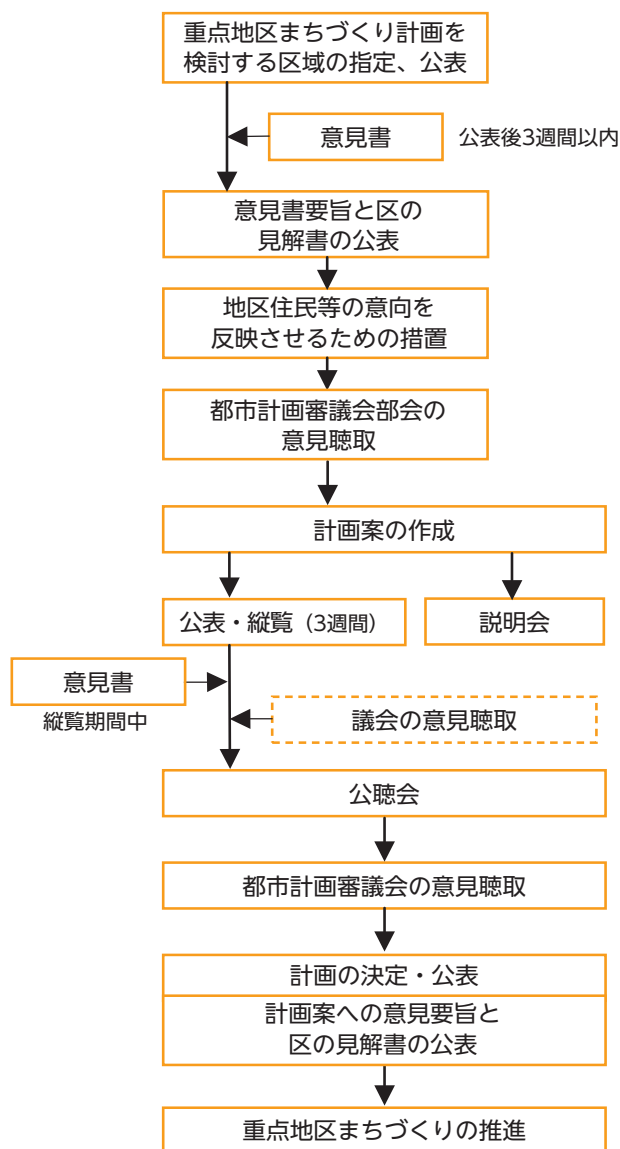 重点地区まちづくり計画を
検討する区域の指定、公表
意見書
公表後3週間以内
意見書要旨と区の
見解書の公表
地区住民等の意向を
反映させるための措置
都市計画審議会部会の
意見聴取
計画案の作成
公表・縦覧（3週間）
説明会
意見書
縦覧期間中
議会の意見聴取
公聴会
都市計画審議会の意見聴取
計画の決定・公表
計画案への意見要旨と
区の見解書の公表
重点地区まちづくりの推進